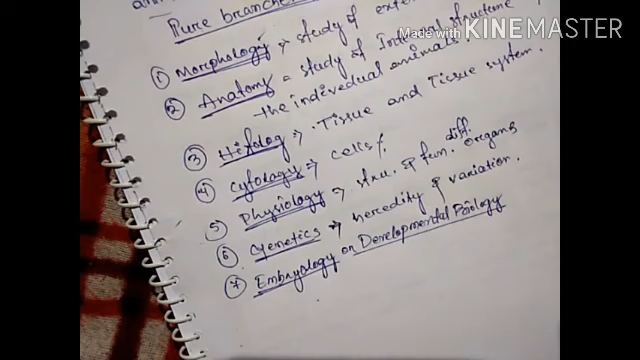 Made with KINEMASTER
Pure branches
① Morphology ⇒ study of exter
② Anatomy = study of Internal structure
the individual animals.
③ Histolog ⇒ Tissue and Tissue system.
④ Cytology ⇒ cells
⑤ Physiology ⇒ stru. & fun. diff. organs
⑥ Genetics ⇒ heredity & variation.
⑦ Embryology or Developmental Biology